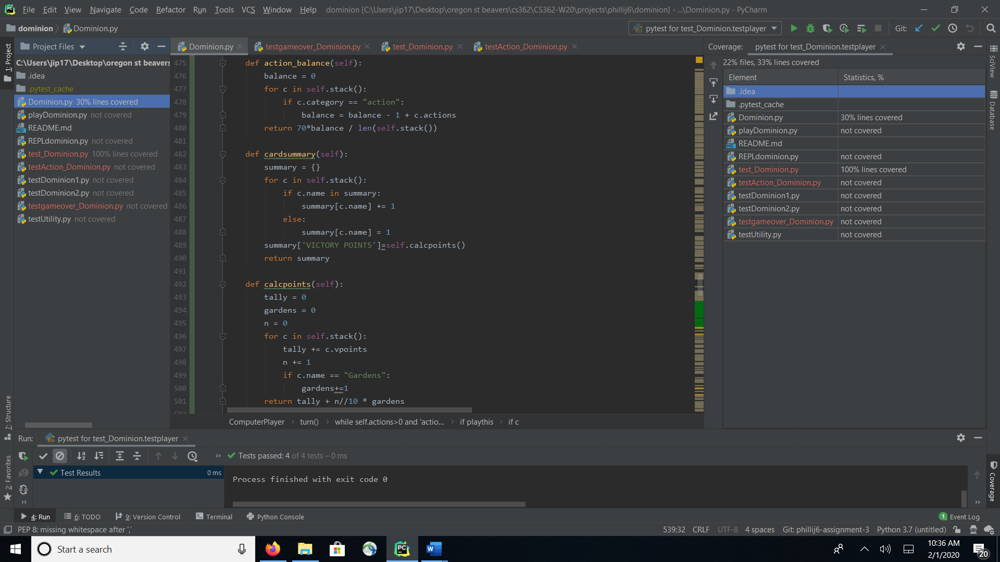 File Edit View Navigate Code Refactor Run Tools VCS Window Help dominion [C:\Users\jip17\Desktop\oregon st beavers\cs362\CS362-W20\projects\phillij6\dominion] - ...\Dominion.py - PyCharm
dominion Dominion.py pytest for test_Dominion.testplayer Git:
Project Files Dominion.py testgameover_Dominion.py test_Dominion.py testAction_Dominion.py Coverage: pytest for test_Dominion.testplayer
1: Project
C:\Users\jip17\Desktop\oregon st beavers
.idea
.pytest_cache
Dominion.py 30% lines covered
playDominion.py not covered
README.md
REPLdominion.py not covered
test_Dominion.py 100% lines covered
testAction_Dominion.py not covered
testDominion1.py not covered
testDominion2.py not covered
testgameover_Dominion.py not covered
testUtility.py not covered
7: Structure
2: Favorites
475 def action_balance(self):
476 balance = 0
477 for c in self.stack():
478 if c.category == "action":
479 balance = balance - 1 + c.actions
480 return 70*balance / len(self.stack())
481
482 def cardsummary(self):
483 summary = {}
484 for c in self.stack():
485 if c.name in summary:
486 summary[c.name] += 1
487 else:
488 summary[c.name] = 1
489 summary['VICTORY POINTS']=self.calcpoints()
490 return summary
491
492 def calcpoints(self):
493 tally = 0
494 gardens = 0
495 n = 0
496 for c in self.stack():
497 tally += c.vpoints
498 n += 1
499 if c.name == "Gardens":
500 gardens+=1
501 return tally + n//10 * gardens
ComputerPlayer turn() while self.actions>0 and 'actio... if playthis if c
22% files, 33% lines covered
Element Statistics, %
.idea
.pytest_cache
Dominion.py 30% lines covered
playDominion.py not covered
README.md
REPLdominion.py not covered
test_Dominion.py 100% lines covered
testAction_Dominion.py not covered
testDominion1.py not covered
testDominion2.py not covered
testgameover_Dominion.py not covered
testUtility.py not covered
SciView
Database
Coverage
Run: pytest for test_Dominion.testplayer
Tests passed: 4 of 4 tests – 0 ms
Test Results 0 ms
Process finished with exit code 0
4: Run 6: TODO 9: Version Control Terminal Python Console 1 Event Log
PEP 8: missing whitespace after ',' 539:32 CRLF UTF-8 4 spaces Git: phillij6-assignment-3 Python 3.7 (untitled)
Start a search
10:36 AM
2/1/2020
20